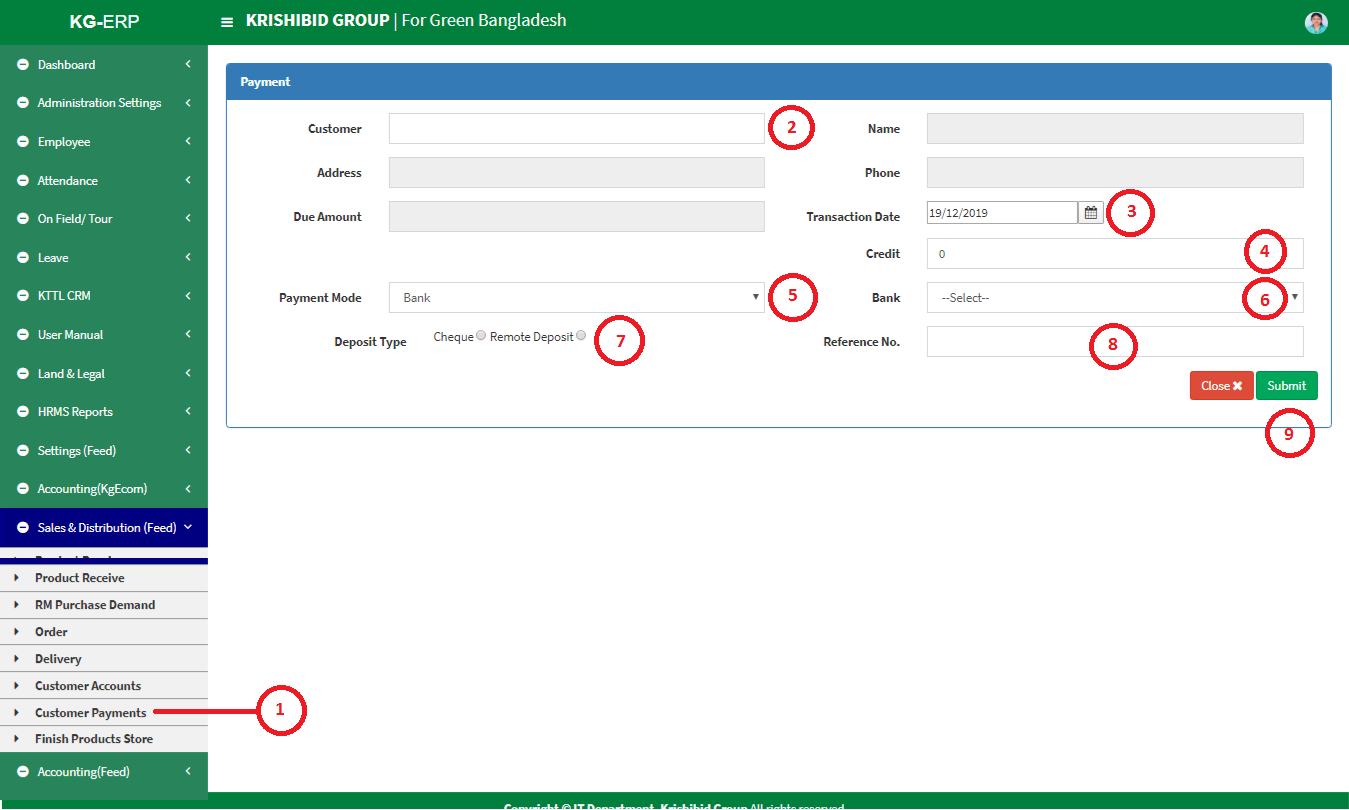 KG-ERP
KRISHIBID GROUP | For Green Bangladesh
Dashboard
Administration Settings
Employee
Attendance
On Field/ Tour
Leave
KTTL CRM
User Manual
Land & Legal
HRMS Reports
Settings (Feed)
Accounting(KgEcom)
Sales & Distribution (Feed)
Product Receive
RM Purchase Demand
Order
Delivery
Customer Accounts
Customer Payments
1
Finish Products Store
Accounting(Feed)
Payment
Customer
2
Name
Address
Phone
Due Amount
Transaction Date
19/12/2019
3
Credit
0
4
Payment Mode
Bank
5
Bank
--Select--
6
Deposit Type
Cheque
Remote Deposit
7
Reference No.
8
Close
Submit
9
Copyright © IT Department, Krishibid Group All rights reserved